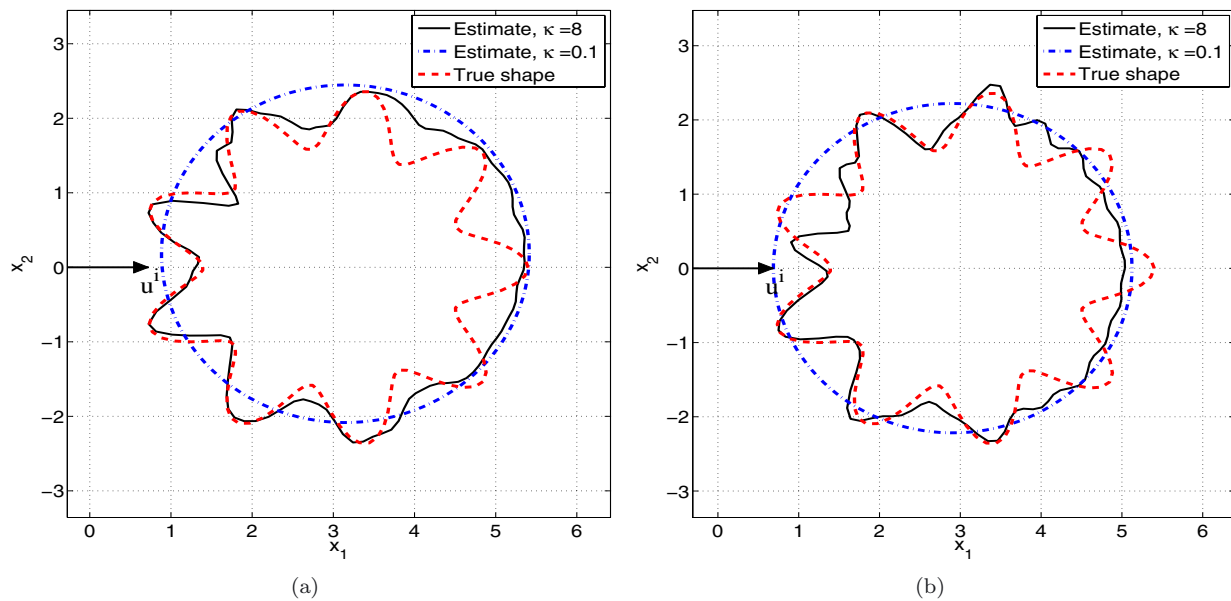 Estimate, κ =8
Estimate, κ =0.1
True shape
3
2
1
0
−1
−2
−3
x2
u^i
0 1 2 3 4 5 6
x1
(a)
Estimate, κ =8
Estimate, κ =0.1
True shape
3
2
1
0
−1
−2
−3
x2
u^i
0 1 2 3 4 5 6
x1
(b)